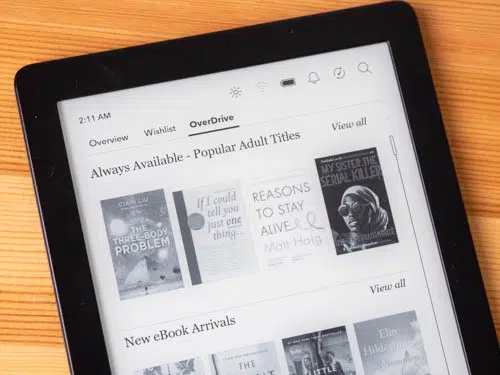 2:11 AM
Overview Wishlist OverDrive
Always Available - Popular Adult Titles View all
CIXIN LIU
THE
THREE-BODY
PROBLEM
If I could
tell you
just one
thing...
REASONS
TO STAY
ALIVE
Matt Haig
MY SISTER, THE
SERIAL KILLER
View all
New eBook Arrivals
THE
LITTLE
Elin
Hilderbrand